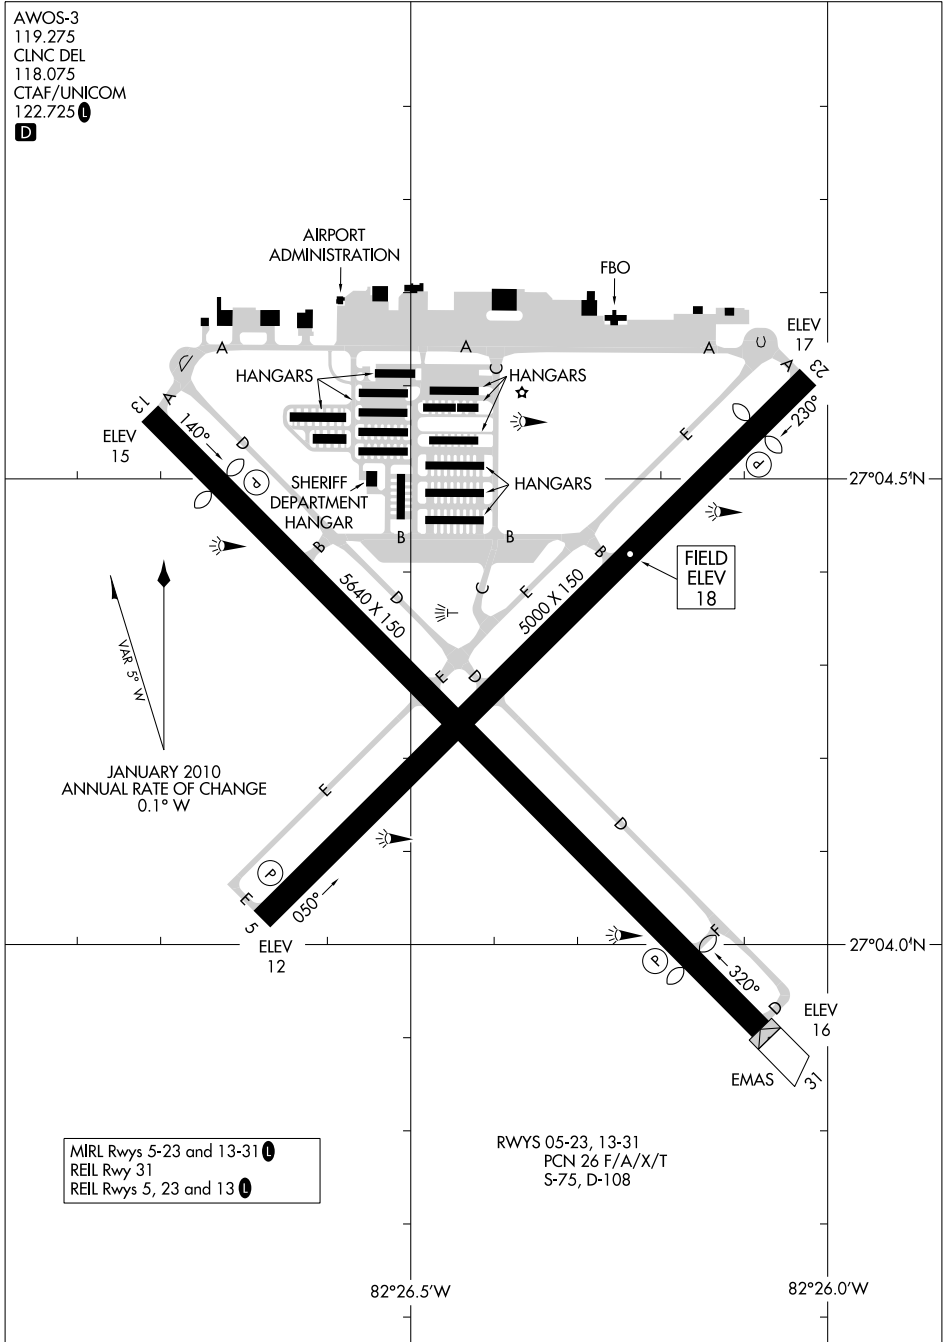 AWOS-3
119.275
CLNC DEL
118.075
CTAF/UNICOM
122.725 L
D
AIRPORT
ADMINISTRATION
FBO
ELEV
17
23
A
A
A
C
C
A
HANGARS
HANGARS
13
A
140°
D
E
230°
P
P
ELEV
15
SHERIFF
DEPARTMENT
HANGAR
HANGARS
27°04.5'N
B
B
B
B
FIELD
ELEV
18
5640 X 150
D
C
E
5000 X 150
VAR 5° W
E
D
JANUARY 2010
ANNUAL RATE OF CHANGE
0.1° W
E
D
P
E
5
050°
F
P
320°
27°04.0'N
ELEV
12
D
ELEV
16
EMAS
31
MIRL Rwys 5-23 and 13-31 L
REIL Rwy 31
REIL Rwys 5, 23 and 13 L
RWYS 05-23, 13-31
PCN 26 F/A/X/T
S-75, D-108
82°26.5'W
82°26.0'W